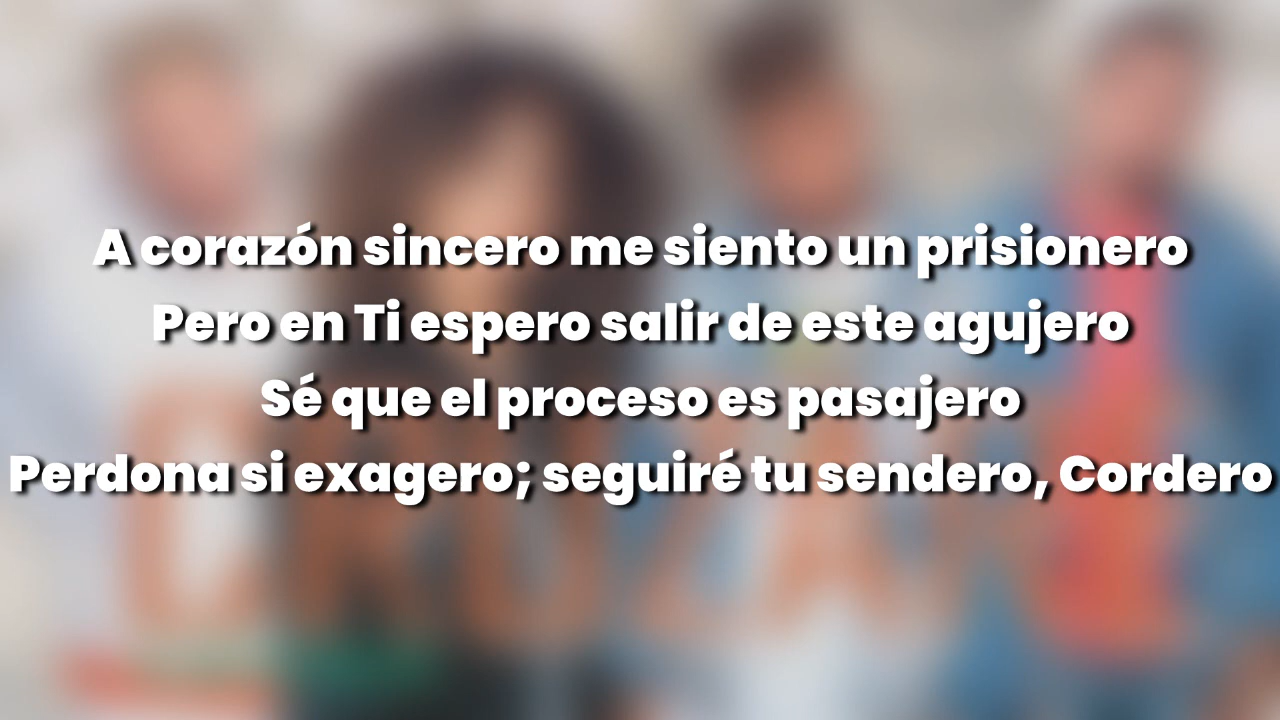 A corazón sincero me siento un prisionero
Pero en Ti espero salir de este agujero
Sé que el proceso es pasajero
Perdona si exagero; seguiré tu sendero, Cordero